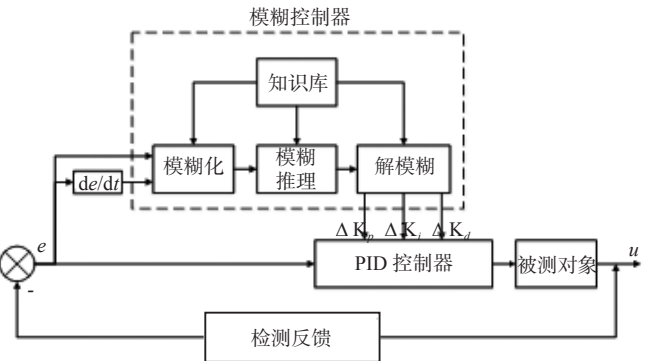 模糊控制器
知识库
模糊化
模糊
推理
解模糊
de/dt
ΔKp ΔKi ΔKd
e
PID 控制器
被测对象
u
-
检测反馈